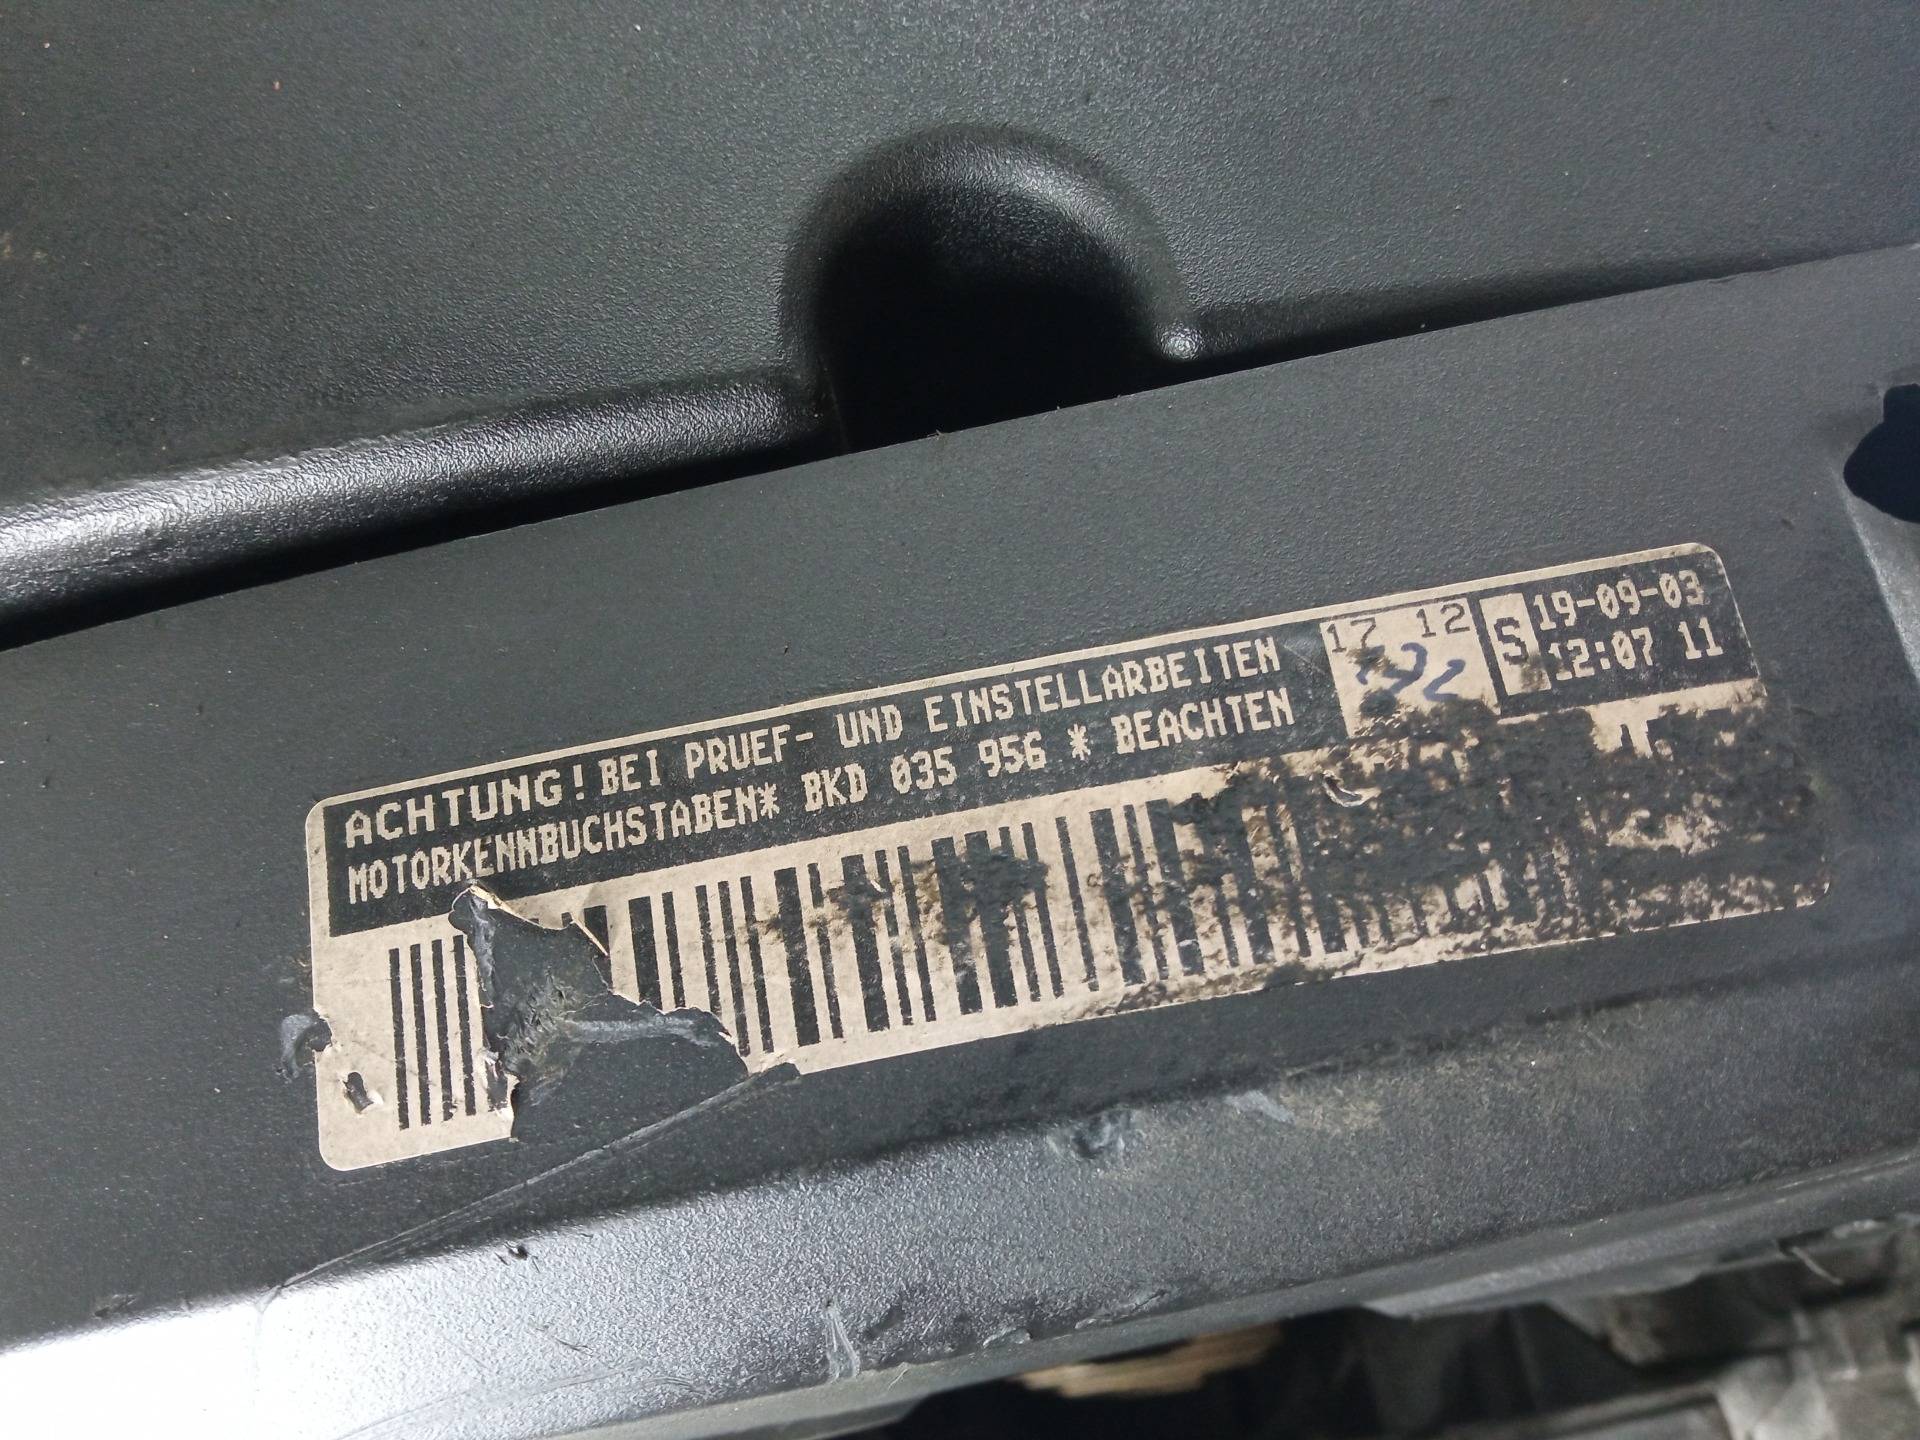 ACHTUNG! BEI PRUEF- UND EINSTELLARBEITEN
MOTORKENNBUCHSTABEN* BKD 035 956 * BEACHTEN
17 12
S
19-09-03
12:07 11